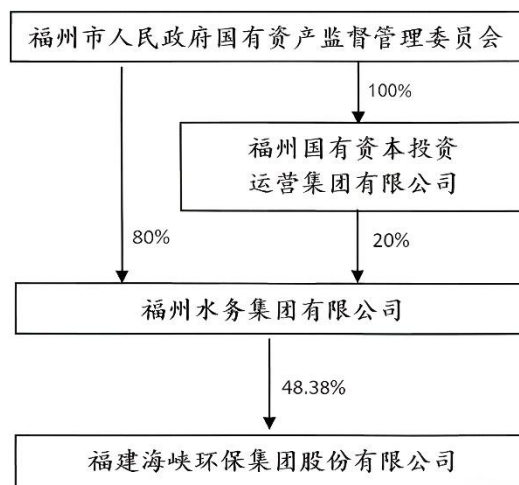 福州市人民政府国有资产监督管理委员会
100%
福州国有资本投资
运营集团有限公司
80%
20%
福州水务集团有限公司
48.38%
福建海峡环保集团股份有限公司